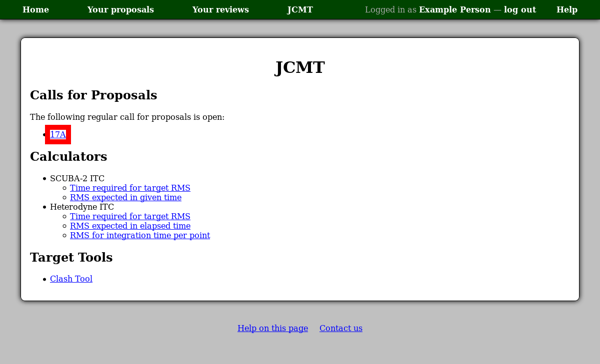 Home Your proposals Your reviews JCMT Logged in as Example Person — log out Help
JCMT
Calls for Proposals
The following regular call for proposals is open:
17A
Calculators
SCUBA-2 ITC
Time required for target RMS
RMS expected in given time
Heterodyne ITC
Time required for target RMS
RMS expected in elapsed time
RMS for integration time per point
Target Tools
Clash Tool
Help on this page Contact us